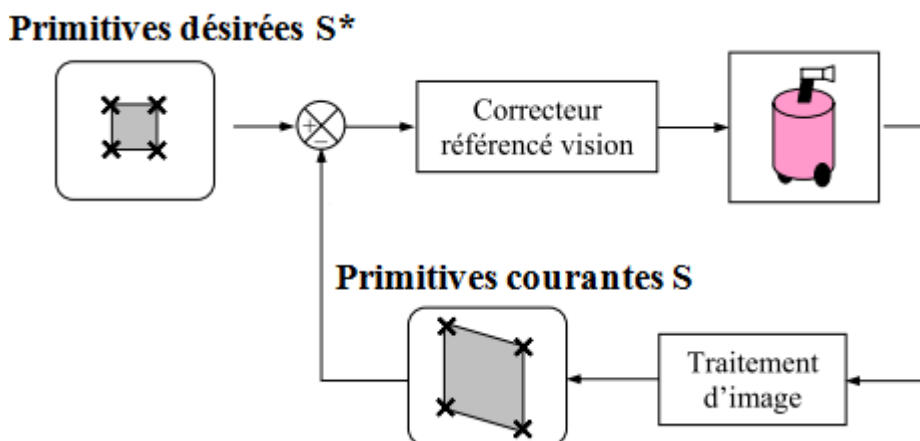 Primitives désirées S*
+
−
Correcteur
référencé vision
Primitives courantes S
Traitement
d'image